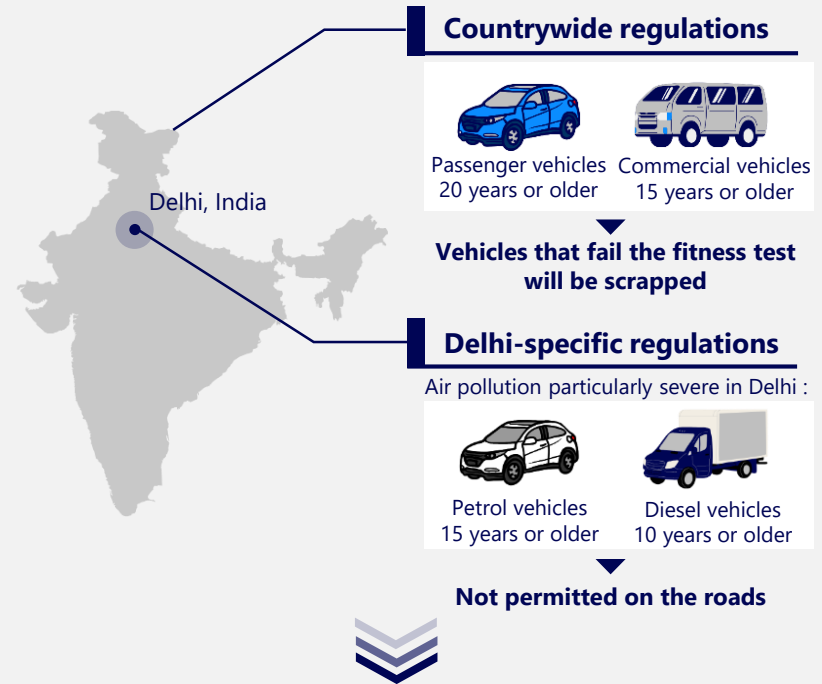 Countrywide regulations
Passenger vehicles
20 years or older
Commercial vehicles
15 years or older
Vehicles that fail the fitness test
will be scrapped
Delhi, India
Delhi-specific regulations
Air pollution particularly severe in Delhi :
Petrol vehicles
15 years or older
Diesel vehicles
10 years or older
Not permitted on the roads